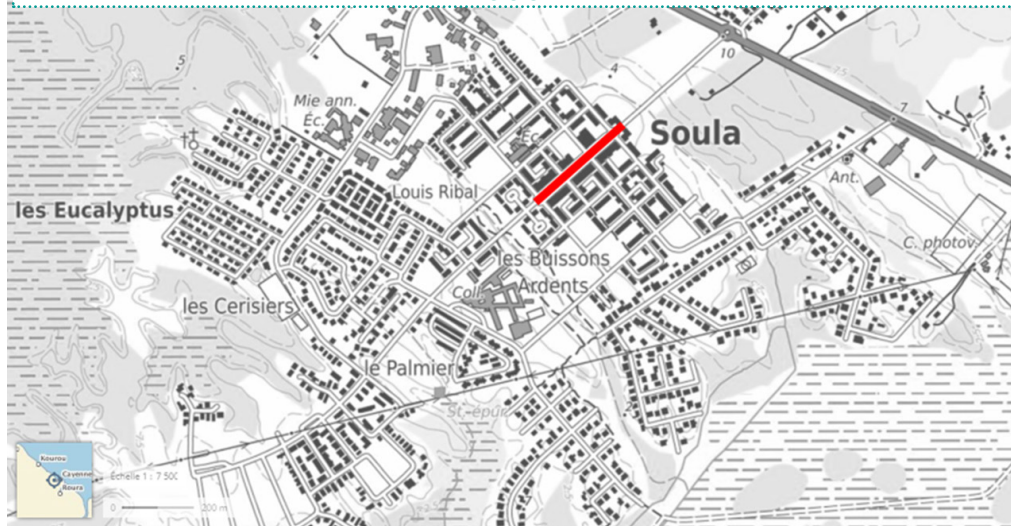 10
75
5
4
7
Mie ann.
Éc.
Éc.
Soula
Louis Ribal
Ant.
les Eucalyptus
C. photov
les Buissons
Ardents
Coll.
les Cerisiers
le Palmier
St. épur.
Kourou
Cayenne
Roura
Échelle 1 : 7 500
0
200 m